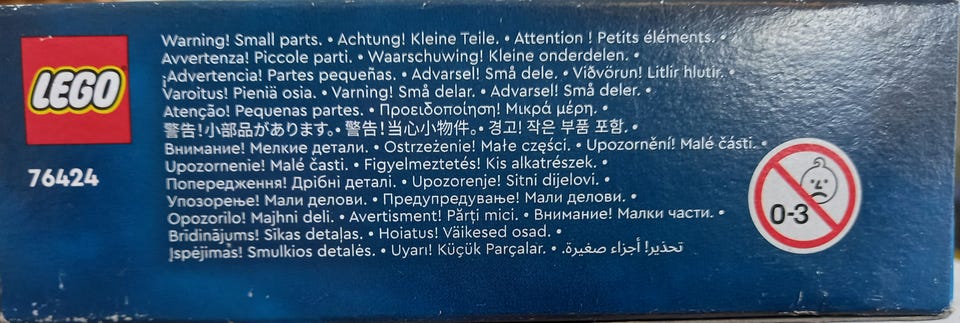 LEGO
76424
Warning! Small parts. • Achtung! Kleine Teile. • Attention ! Petits éléments. •
Avvertenza! Piccole parti. • Waarschuwing! Kleine onderdelen. •
¡Advertencia! Partes pequeñas. • Advarsel! Små dele. • Viðvörun! Litlir hlutir. •
Varoitus! Pieniä osia. • Varning! Små delar. • Advarsel! Små deler. •
Atenção! Pequenas partes. • Προειδοποίηση! Μικρά μέρη. •
警告!小部品があります。• 警告!当心小物件。• 경고! 작은 부품 포함. •
Внимание! Мелкие детали. • Ostrzeżenie! Małe części. • Upozornění! Malé části. •
Upozornenie! Malé časti. • Figyelmeztetés! Kis alkatrészek. •
Попередження! Дрібні деталі. • Upozorenje! Sitni dijelovi. •
Упозорење! Мали делови. • Предупредување! Мали делови. •
Opozorilo! Majhni deli. • Avertisment! Părți mici. • Внимание! Малки части. •
Brīdinājums! Sīkas detaļas. • Hoiatus! Väikesed osad. •
Įspėjimas! Smulkios detalės. • Uyarı! Küçük Parçalar. • تحذير! أجزاء صغيرة.
0-3